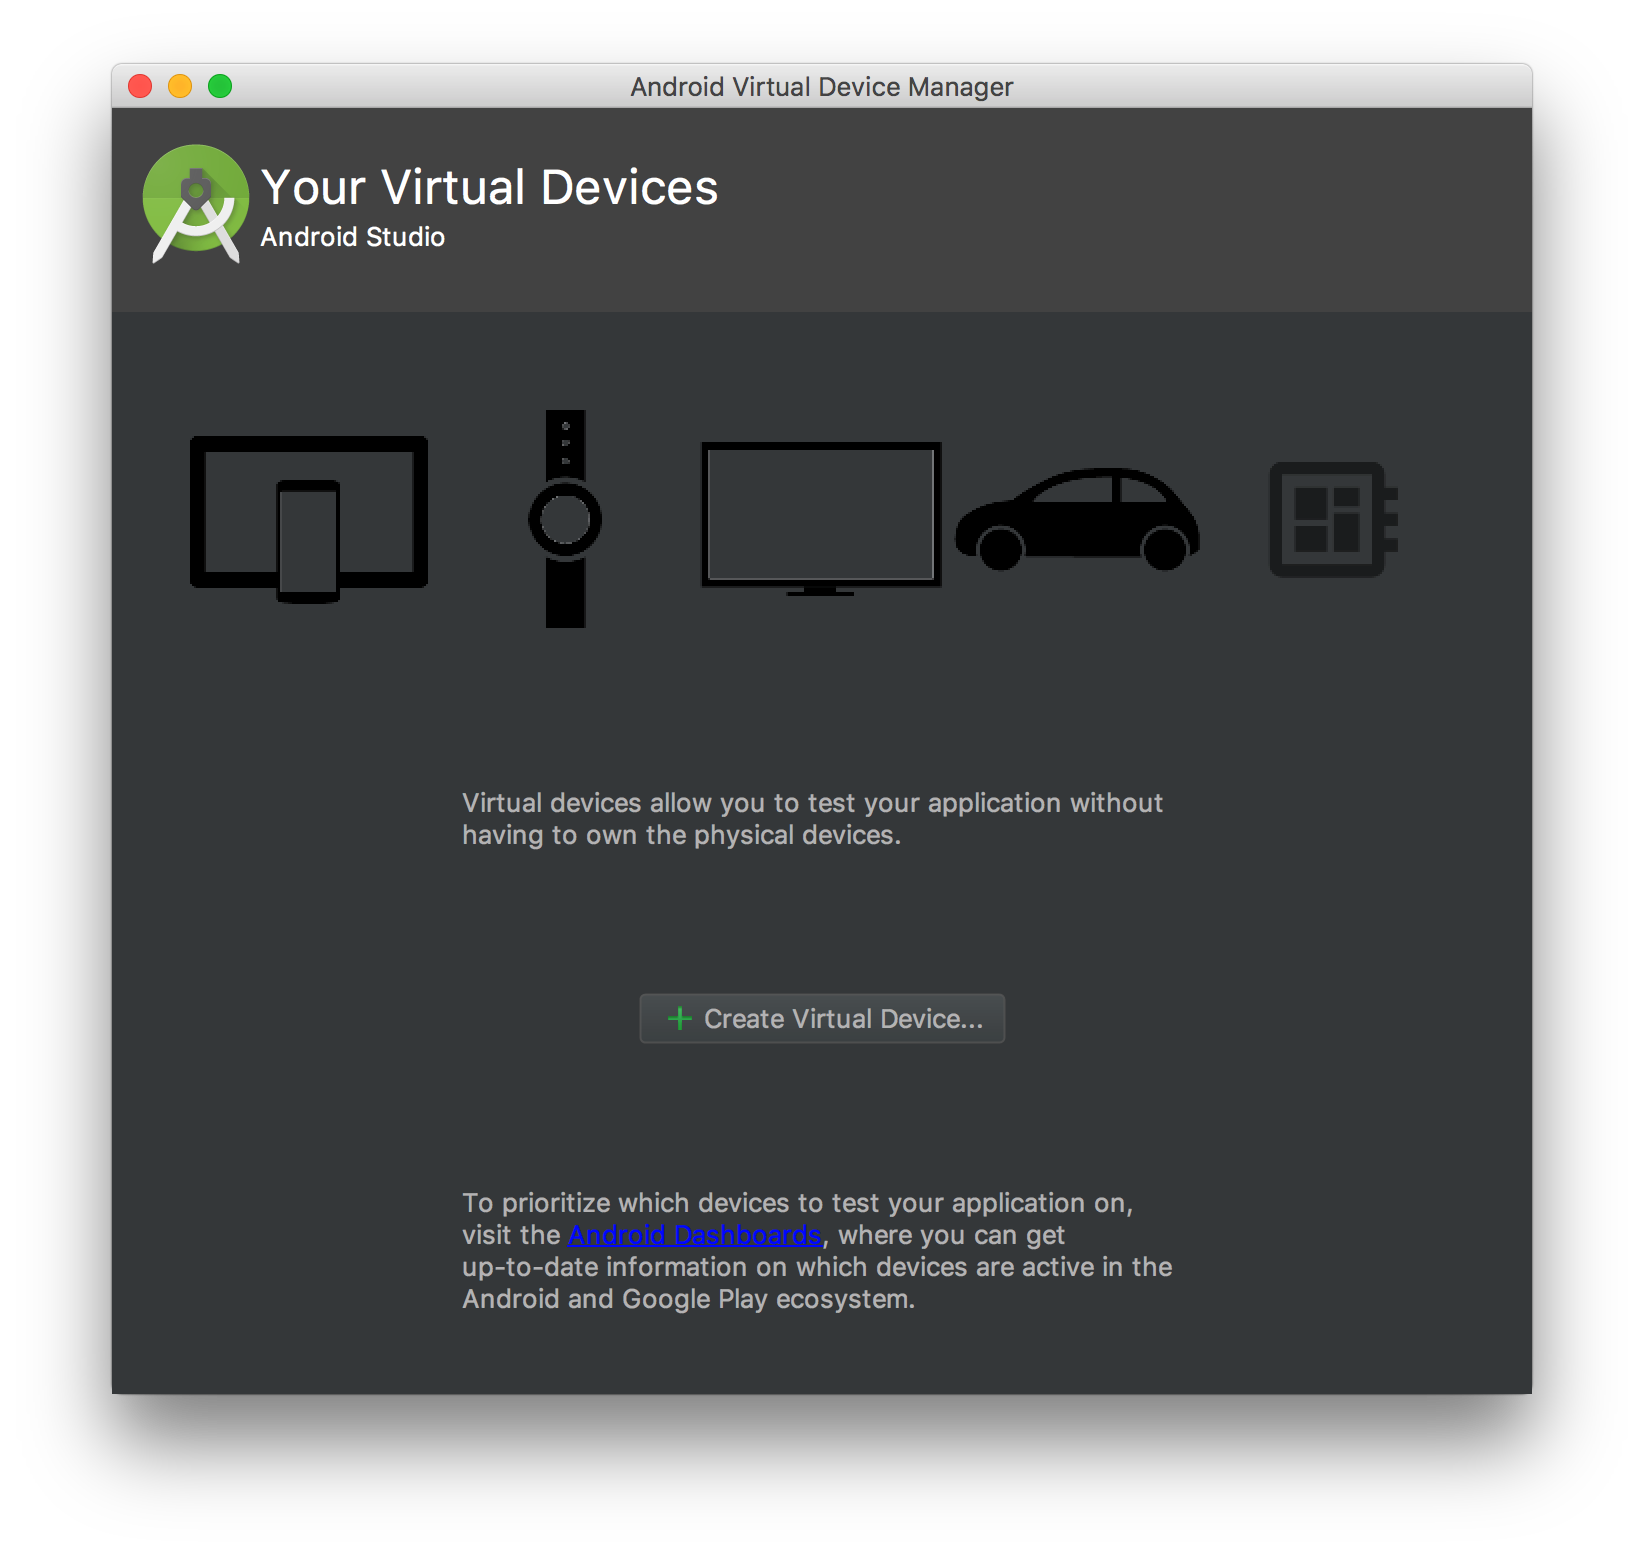 Android Virtual Device Manager
Your Virtual Devices
Android Studio
Virtual devices allow you to test your application without
having to own the physical devices.
Create Virtual Device...
To prioritize which devices to test your application on,
visit the Android Dashboards, where you can get
up-to-date information on which devices are active in the
Android and Google Play ecosystem.